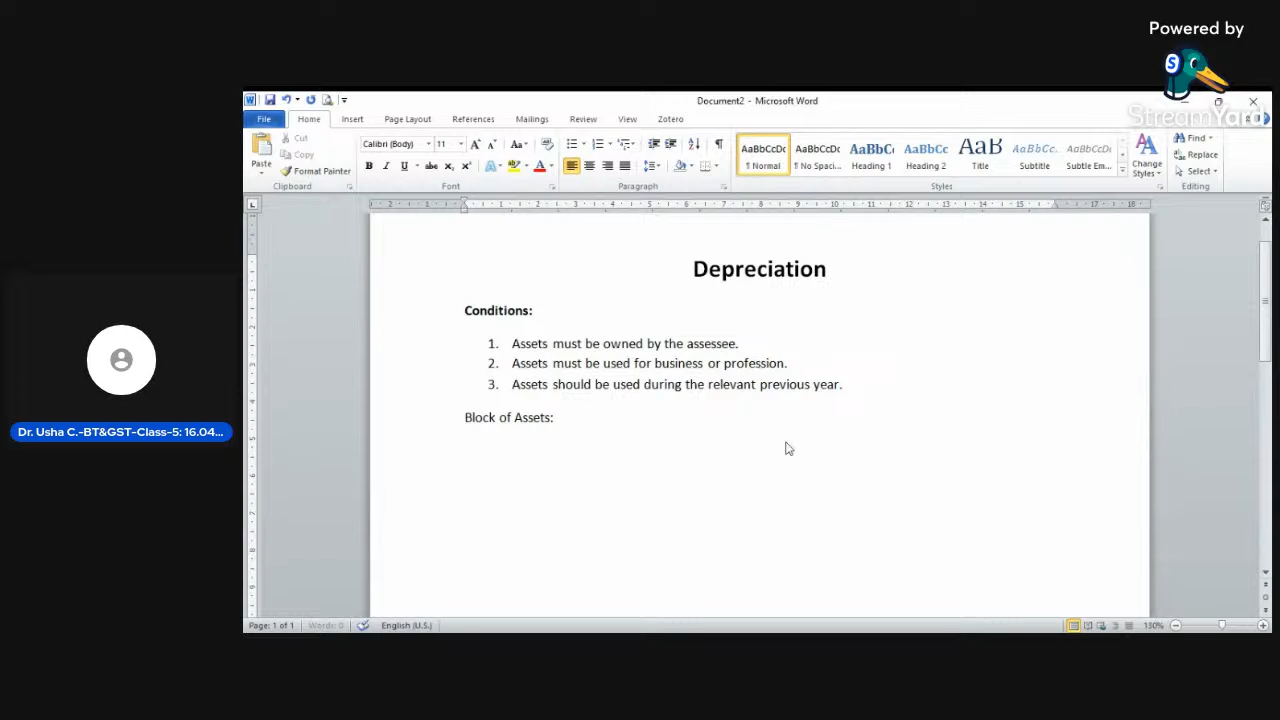 Powered by
StreamYard
Document2 - Microsoft Word
File Home Insert Page Layout References Mailings Review View Zotero
Cut
Copy
Format Painter
Paste
Clipboard
Calibri (Body) 11
Font
Paragraph
AaBbCcDc AaBbCcDc AaBbCc AaBbCc AaB AaBbCc. AaBbCcDc
¶ Normal ¶ No Spaci... Heading 1 Heading 2 Title Subtitle Subtle Em...
Change Styles
Styles
Find
Replace
Select
Editing
Depreciation
Conditions:
1. Assets must be owned by the assessee.
2. Assets must be used for business or profession.
3. Assets should be used during the relevant previous year.
Block of Assets:
Dr. Usha C.-BT&GST-Class-5: 16.04...
Page: 1 of 1 Words: 0 English (U.S.) 130%